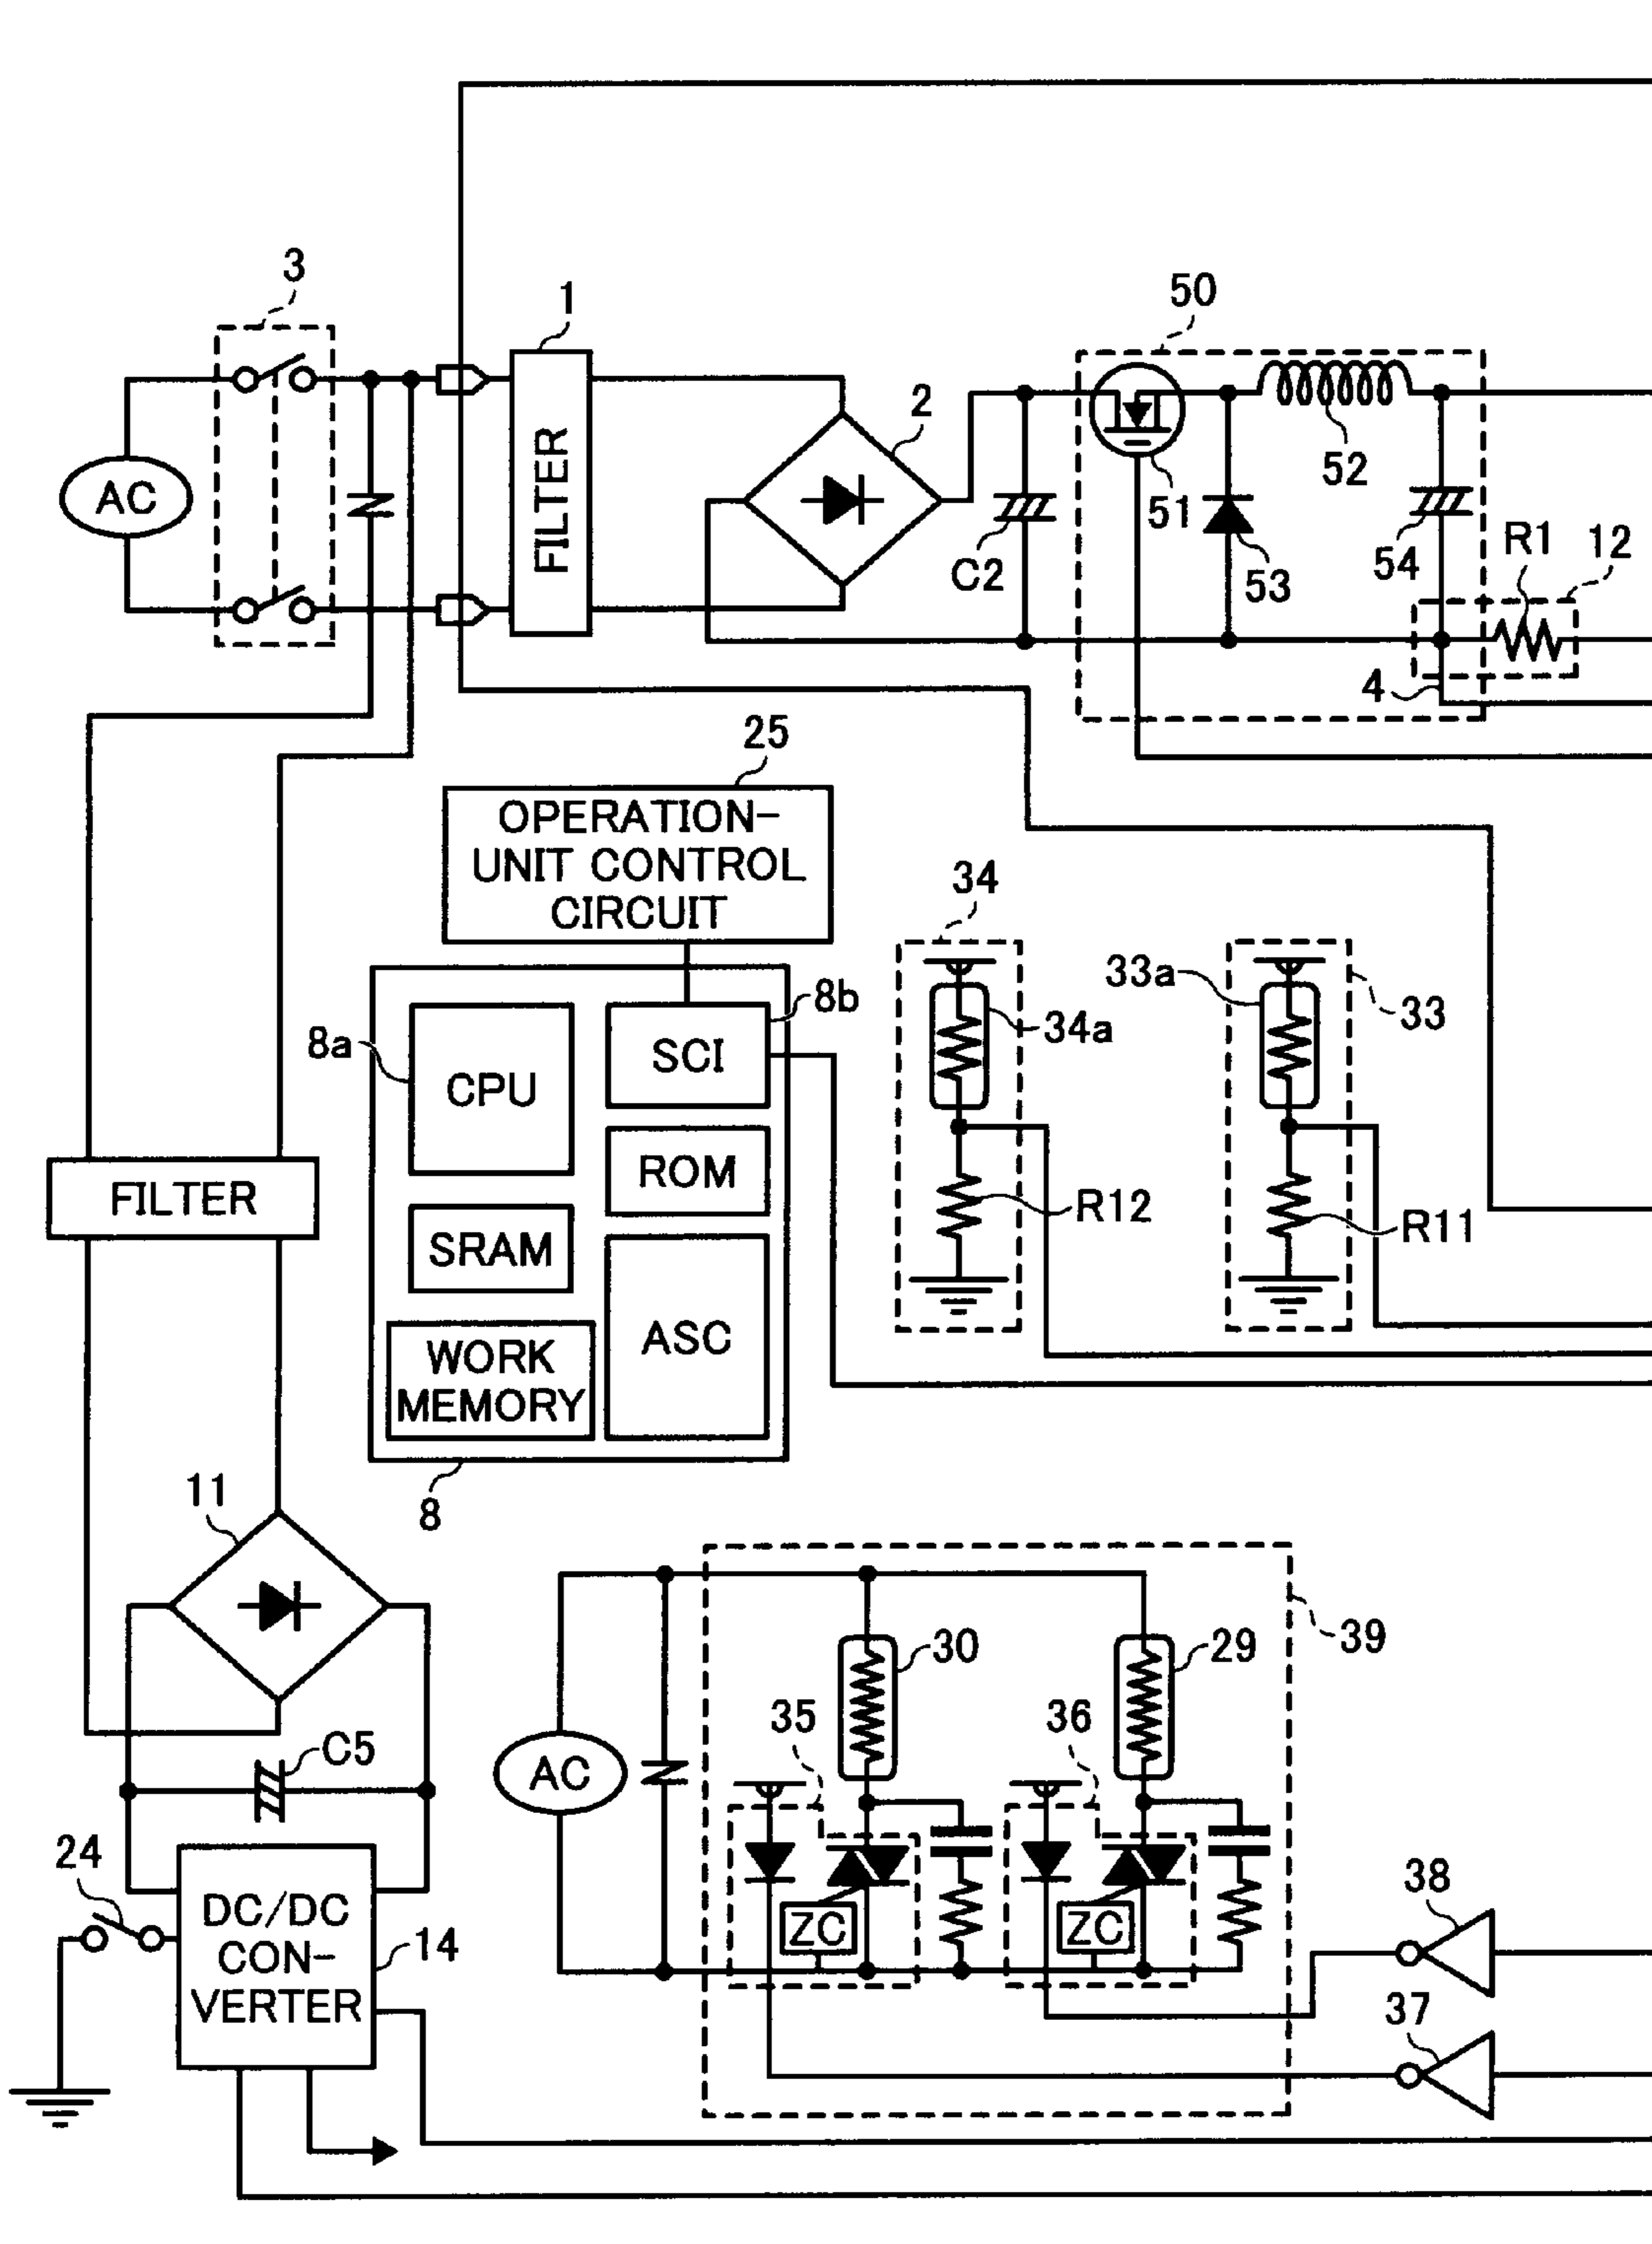 3
1
50
2
AC
FILTER
52
51
C2
53
54
R1
12
4
25
OPERATION-
UNIT CONTROL
CIRCUIT
34
33a
33
8b
34a
8a
CPU
SCI
ROM
R12
R11
FILTER
SRAM
ASC
WORK
MEMORY
11
8
39
30
29
35
36
C5
AC
24
38
DC/DC
CON-
VERTER
14
ZC
ZC
37